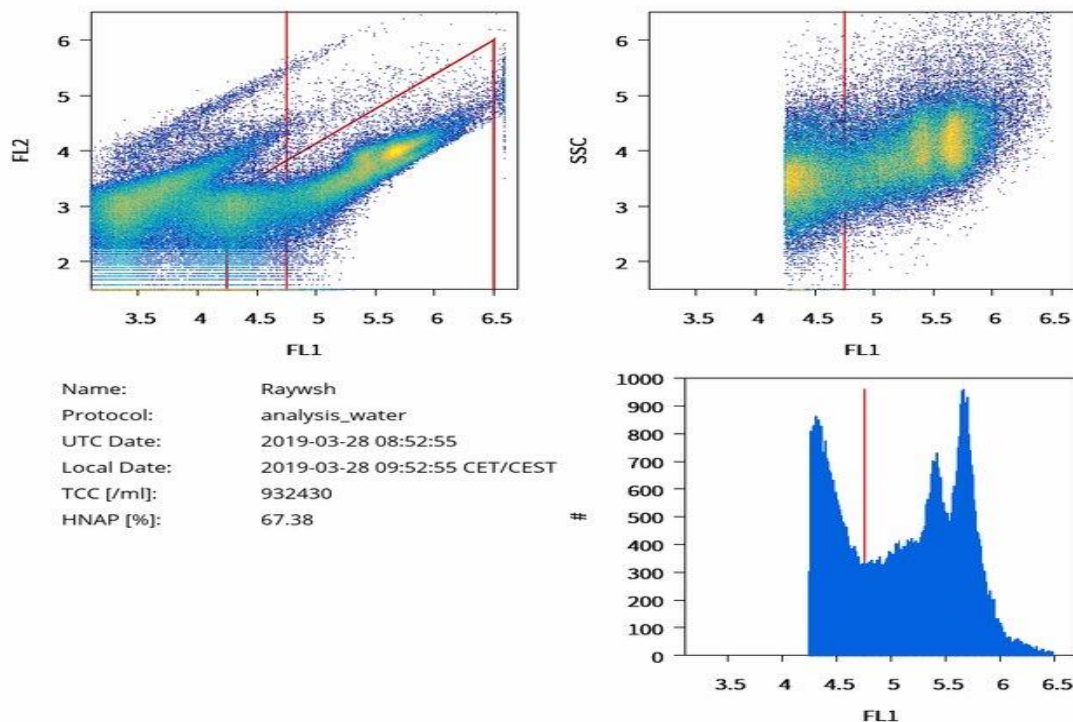 6
5
4
3
2
FL2
3.5 4 4.5 5 5.5 6 6.5
FL1
6
5
4
3
2
SSC
3.5 4 4.5 5 5.5 6 6.5
FL1
Name: Raywsh
Protocol: analysis_water
UTC Date: 2019-03-28 08:52:55
Local Date: 2019-03-28 09:52:55 CET/CEST
TCC [/ml]: 932430
HNAP [%]: 67.38
1000
900
800
700
600
500
400
300
200
100
0
#
3.5 4 4.5 5 5.5 6 6.5
FL1